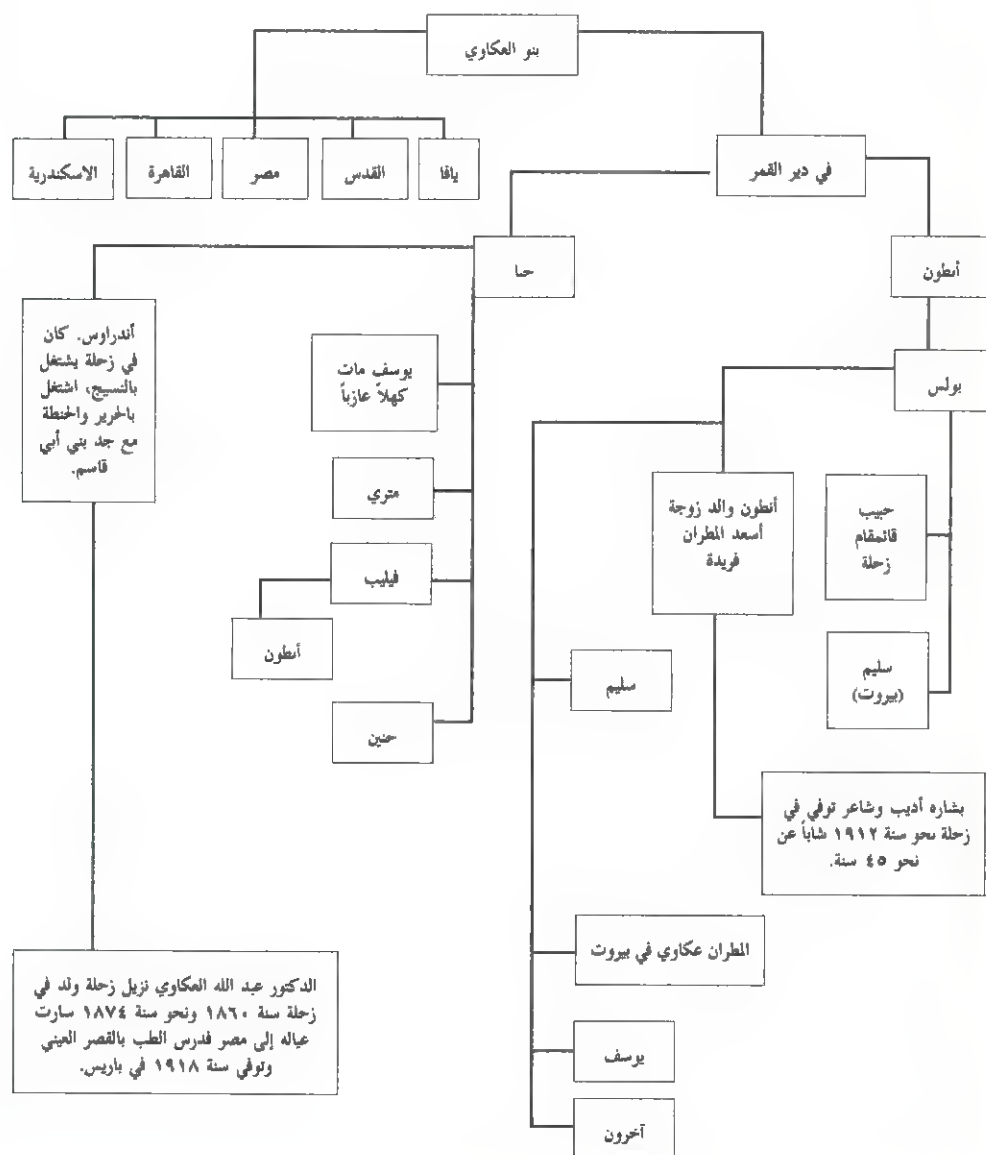 بنو العكاوي
يافا
القدس
مصر
القاهرة
الاسكندرية
في دير القمر
أنطون
حنا
بولس
أندراوس. كان
في زحلة يشتغل
بالنسيج، اشتغل
بالحرير والحنطة
مع جد بني أبي
قاسم.
يوسف مات
كهلاً عازباً
متري
فيليب
أنطون
حنين
حبيب
قائمقام
زحلة
سليم
(بيروت)
أنطون والد زوجة
أسعد المطران
فريدة
سليم
بشاره أديب وشاعر توفي في
زحلة نحو سنة ١٩١٢ شاباً عن
نحو ٤٥ سنة.
المطران عكاوي في بيروت
يوسف
آخرون
الدكتور عبد الله العكاوي نزيل زحلة ولد في
زحلة سنة ١٨٦٠ ونحو سنة ١٨٧٤ سارت
عياله إلى مصر فدرس الطب بالقصر العيني
وتوفي سنة ١٩١٨ في باريس.